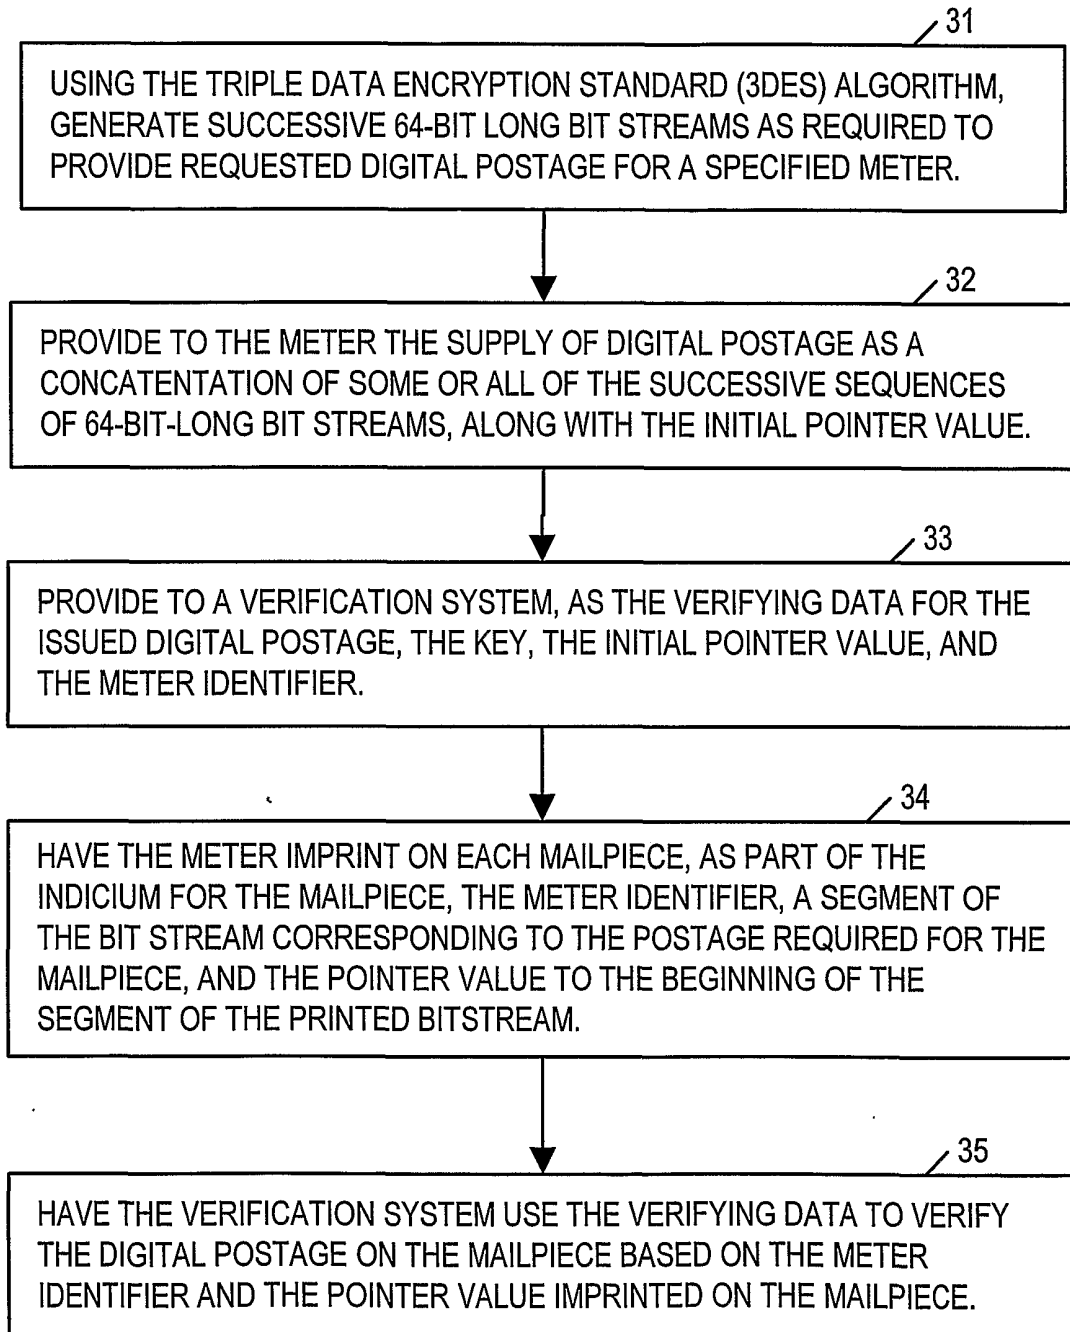 31
USING THE TRIPLE DATA ENCRYPTION STANDARD (3DES) ALGORITHM,
GENERATE SUCCESSIVE 64-BIT LONG BIT STREAMS AS REQUIRED TO
PROVIDE REQUESTED DIGITAL POSTAGE FOR A SPECIFIED METER.
32
PROVIDE TO THE METER THE SUPPLY OF DIGITAL POSTAGE AS A
CONCATENTATION OF SOME OR ALL OF THE SUCCESSIVE SEQUENCES
OF 64-BIT-LONG BIT STREAMS, ALONG WITH THE INITIAL POINTER VALUE.
33
PROVIDE TO A VERIFICATION SYSTEM, AS THE VERIFYING DATA FOR THE
ISSUED DIGITAL POSTAGE, THE KEY, THE INITIAL POINTER VALUE, AND
THE METER IDENTIFIER.
34
HAVE THE METER IMPRINT ON EACH MAILPIECE, AS PART OF THE
INDICIUM FOR THE MAILPIECE, THE METER IDENTIFIER, A SEGMENT OF
THE BIT STREAM CORRESPONDING TO THE POSTAGE REQUIRED FOR THE
MAILPIECE, AND THE POINTER VALUE TO THE BEGINNING OF THE
SEGMENT OF THE PRINTED BITSTREAM.
35
HAVE THE VERIFICATION SYSTEM USE THE VERIFYING DATA TO VERIFY
THE DIGITAL POSTAGE ON THE MAILPIECE BASED ON THE METER
IDENTIFIER AND THE POINTER VALUE IMPRINTED ON THE MAILPIECE.